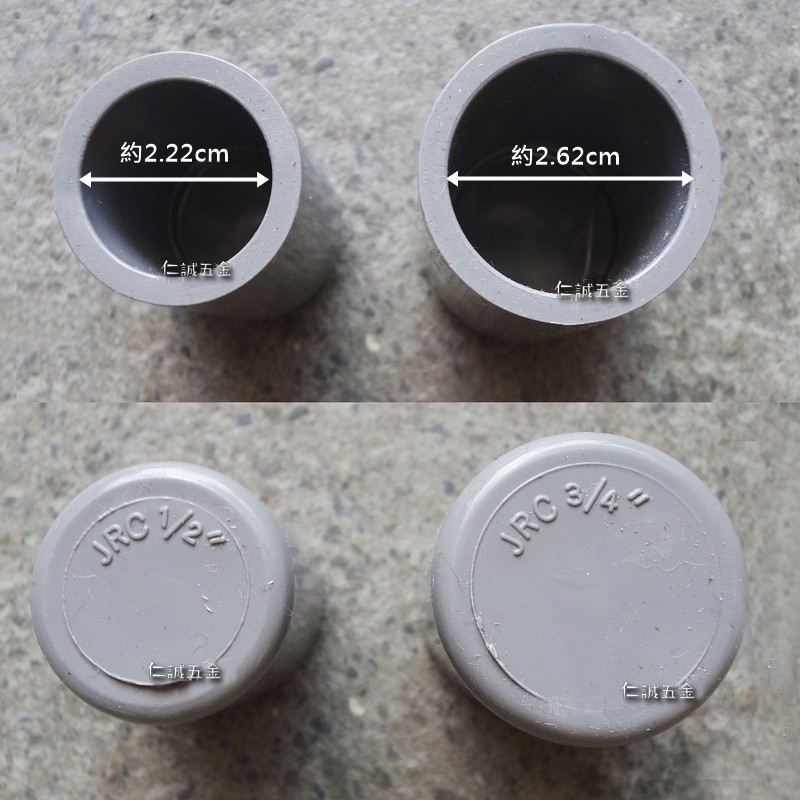 約2.22cm
約2.62cm
仁誠五金
仁誠五金
JRC 1/2"
JRC 3/4"
仁誠五金
仁誠五金